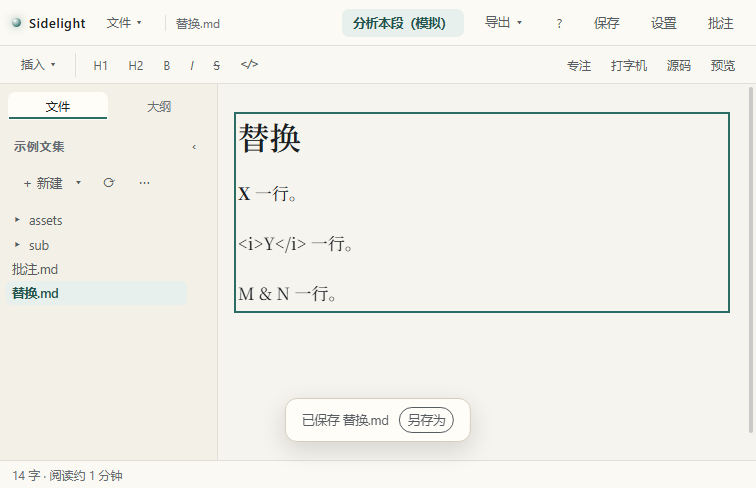 Sidelight 文件 ▾ 替换.md 分析本段（模拟） 导出 ▾ ? 保存 设置 批注
插入 ▾ H1 H2 B I S </> 专注 打字机 源码 预览
文件 大纲
示例文集 ‹
+ 新建 ▾ ⟳ ···
▸ assets
▸ sub
批注.md
替换.md
替换
X 一行。
<i>Y</i> 一行。
M & N 一行。
已保存 替换.md 另存为
14 字 · 阅读约 1 分钟